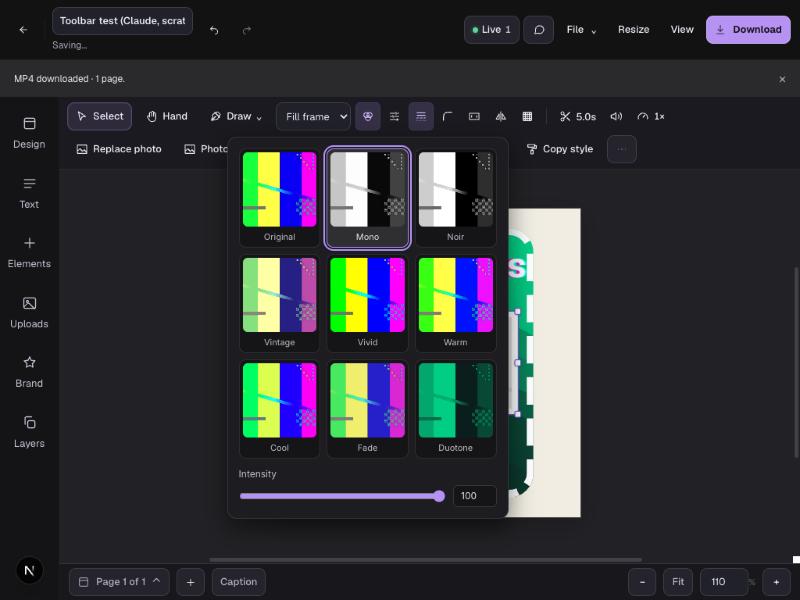 Toolbar test (Claude, scrat
Saving…
Live 1
File
Resize
View
Download
MP4 downloaded · 1 page.
Design
Text
Elements
Uploads
Brand
Layers
Select
Hand
Draw
Fill frame
5.0s
1x
Replace photo
Photo
Copy style
Original
Mono
Noir
Vintage
Vivid
Warm
Cool
Fade
Duotone
Intensity
100
N
Page 1 of 1
Caption
Fit
110
%